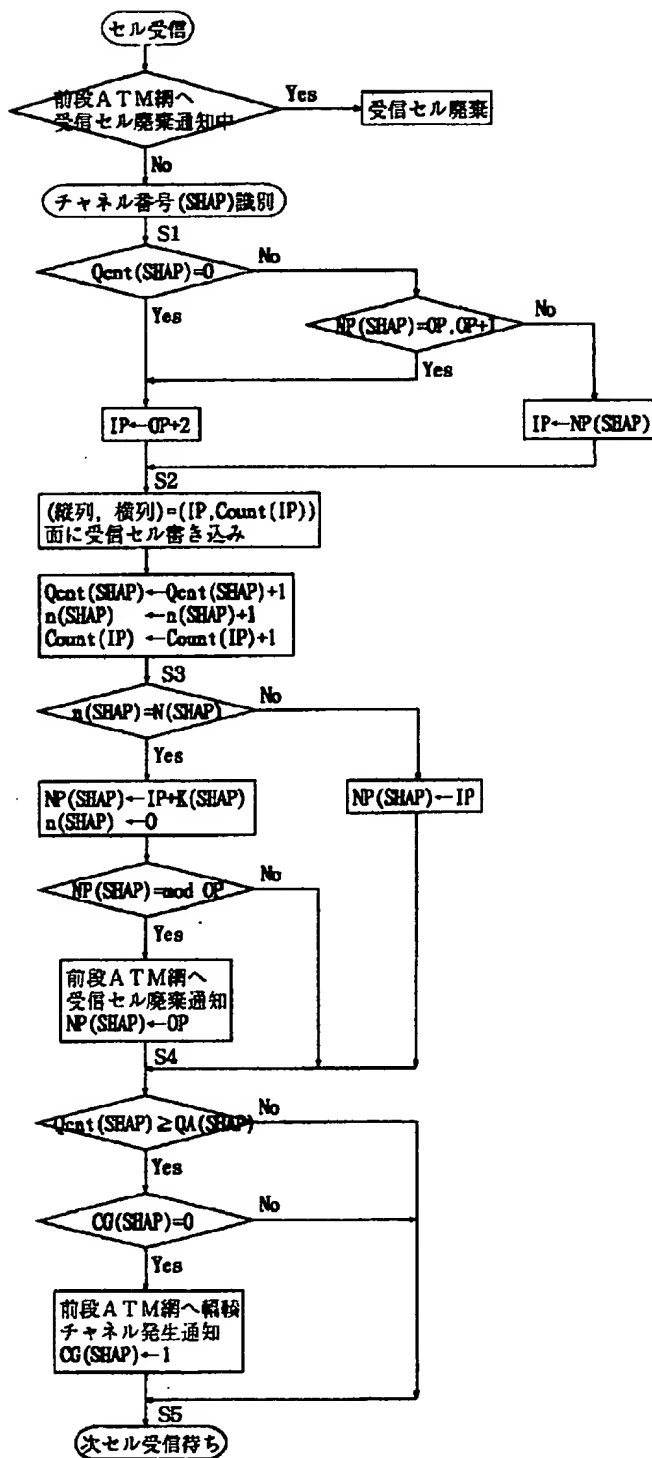 セル受信
前段ATM網へ
受信セル廃棄通知中
Yes
受信セル廃棄
No
チャネル番号(SHAP)識別
S1
Qcnt(SHAP)=0
No
Yes
NP(SHAP)=OP,OP+1
No
Yes
IP←OP+2
IP←NP(SHAP)
S2
(縦列, 横列)=(IP,Count(IP))
面に受信セル書き込み
Qcnt(SHAP)←Qcnt(SHAP)+1
n(SHAP) ←n(SHAP)+1
Count(IP) ←Count(IP)+1
S3
n(SHAP)=N(SHAP)
No
Yes
NP(SHAP)←IP+K(SHAP)
n(SHAP) ←0
NP(SHAP)←IP
NP(SHAP)=mod OP
No
Yes
前段ATM網へ
受信セル廃棄通知
NP(SHAP)←OP
S4
Qcnt(SHAP)≧QA(SHAP)
No
Yes
CG(SHAP)=0
No
Yes
前段ATM網へ輻輳
チャネル発生通知
CG(SHAP)←1
S5
次セル受信待ち